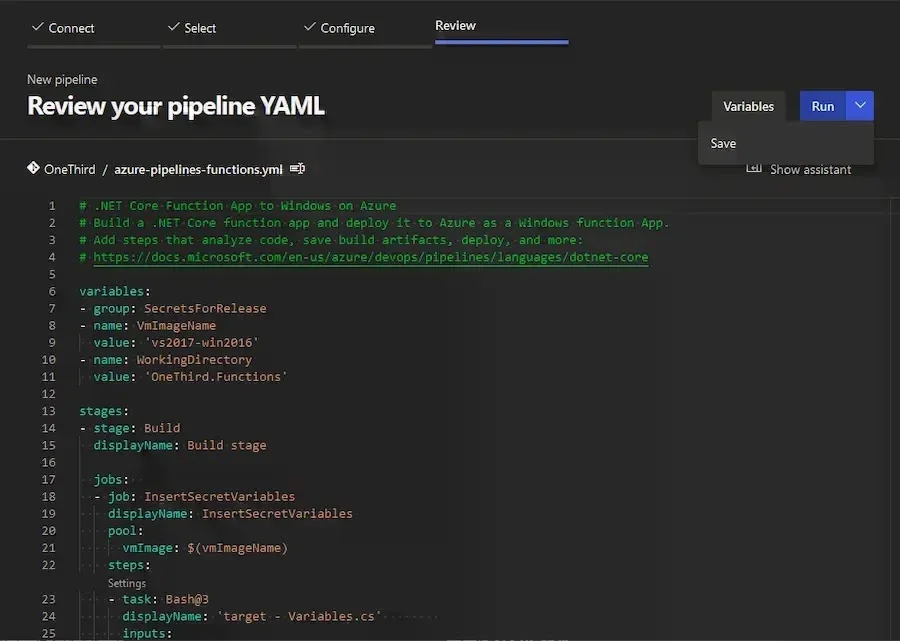 Connect
Select
Configure
Review
New pipeline
Review your pipeline YAML
Variables
Run
Save
OneThird / azure-pipelines-functions.yml
Show assistant
1 # .NET Core Function App to Windows on Azure
2 # Build a .NET Core function app and deploy it to Azure as a Windows function App.
3 # Add steps that analyze code, save build artifacts, deploy, and more:
4 # https://docs.microsoft.com/en-us/azure/devops/pipelines/languages/dotnet-core
5
6 variables:
7 - group: SecretsForRelease
8 - name: VmImageName
9   value: 'vs2017-win2016'
10 - name: WorkingDirectory
11   value: 'OneThird.Functions'
12
13 stages:
14 - stage: Build
15   displayName: Build stage
16
17   jobs:
18   - job: InsertSecretVariables
19     displayName: InsertSecretVariables
20     pool:
21       vmImage: $(vmImageName)
22     steps:
Settings
23     - task: Bash@3
24       displayName: 'target - Variables.cs'
25       inputs: